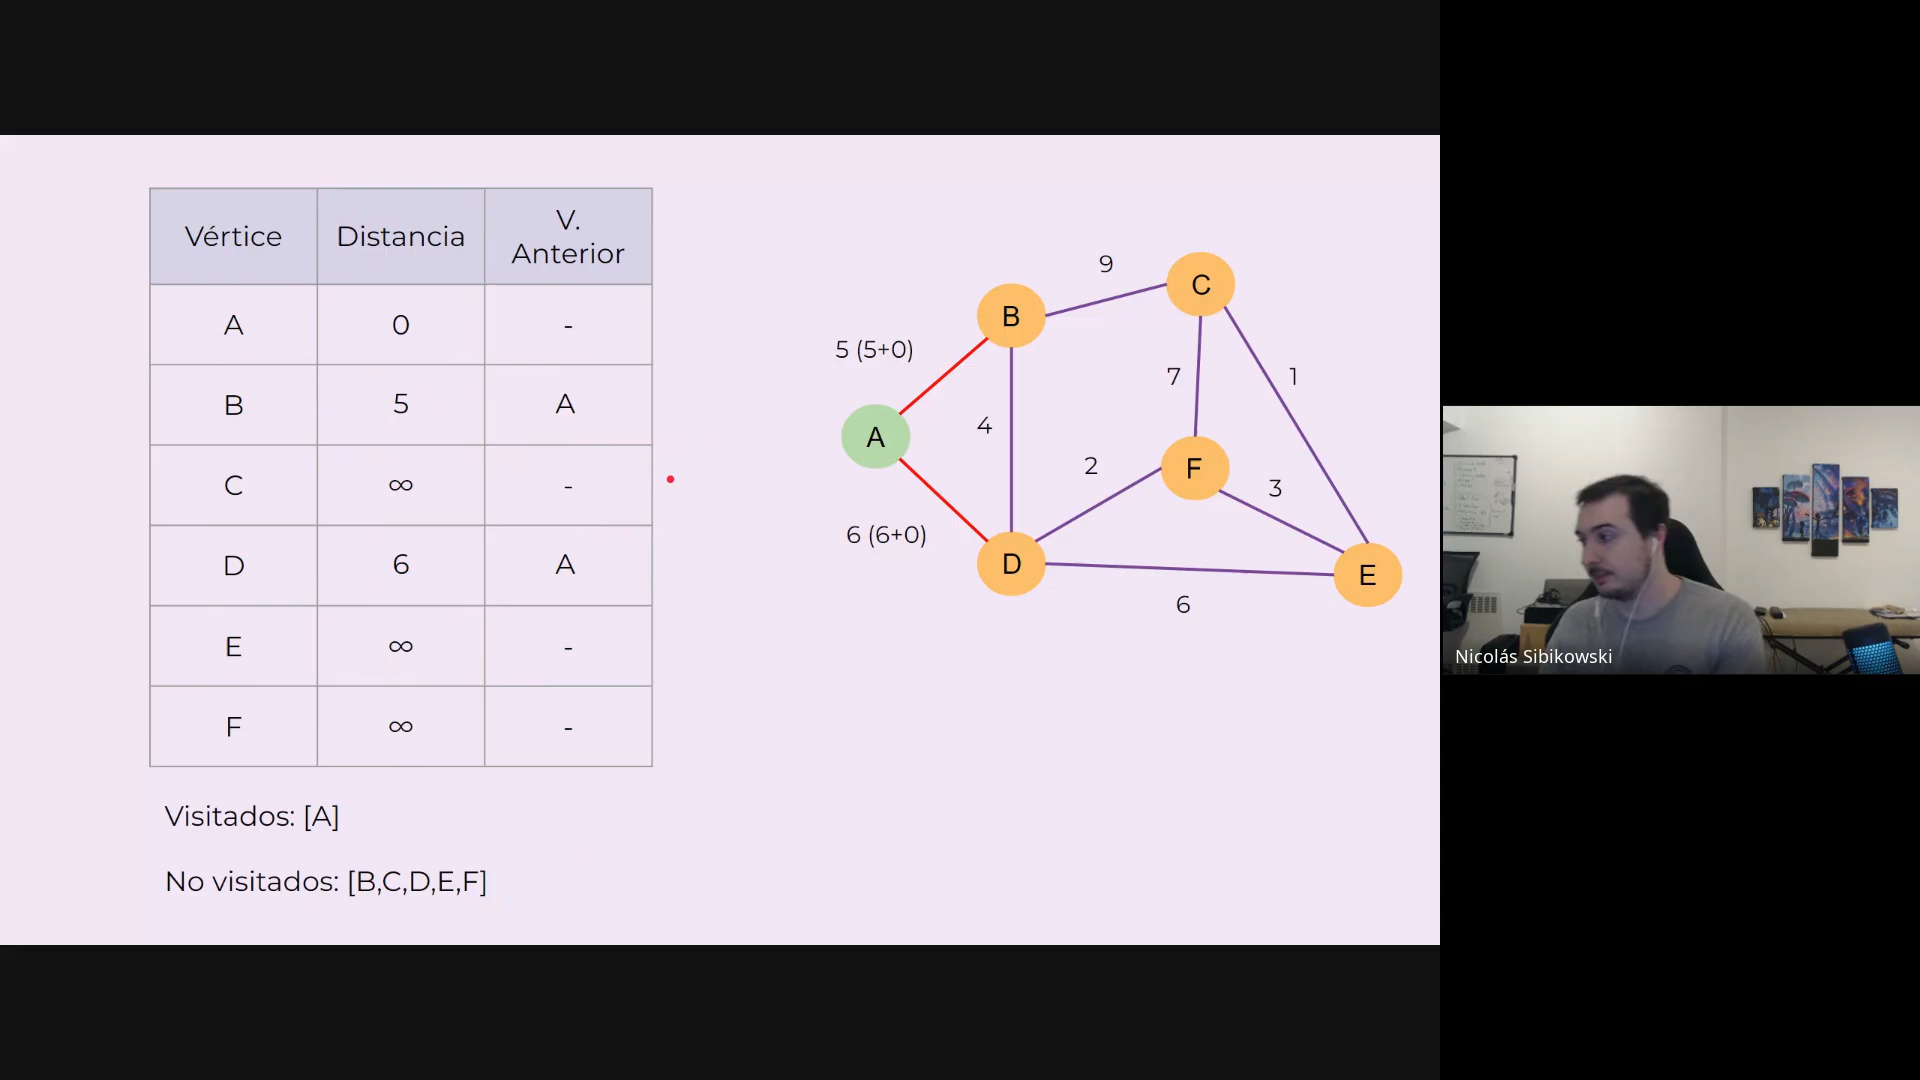 Vértice Distancia V. Anterior
A 0 -
B 5 A
C ∞ -
D 6 A
E ∞ -
F ∞ -
Visitados: [A]
No visitados: [B,C,D,E,F]
9
C
B
5 (5+0)
7
1
4
A
2
F
3
6 (6+0)
D
E
6
Nicolás Sibikowski